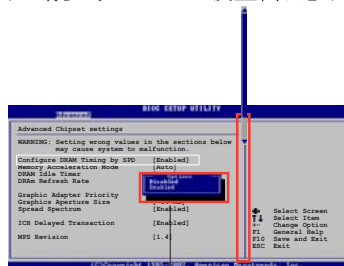 BIOS SETUP UTILITY
Advanced Chipset settings
WARNING: Setting wrong values in the sections below
may cause system to malfunction.
Configure DRAM Timing by SPD [Enabled]
Memory Acceleration Mode [Auto]
DRAM Idle Timer
DRAm Refresh Rate
Options
Disabled
Enabled
Graphic Adapter Priority
Graphics Aperture Size
Spread Spectrum [Enabled]
ICH Delayed Transaction [Enabled]
MPS Revision [1.4]
Select Screen
Select Item
+- Change Option
F1 General Help
F10 Save and Exit
ESC Exit